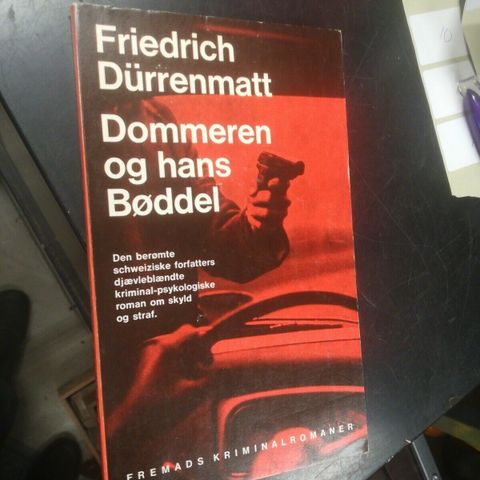 Friedrich
Dürrenmatt
Dommeren
og hans
Bøddel
Den berømte
schweiziske forfatters
djævleblændte
kriminal-psykologiske
roman om skyld
og straf.
FREMADS KRIMINALROMANER